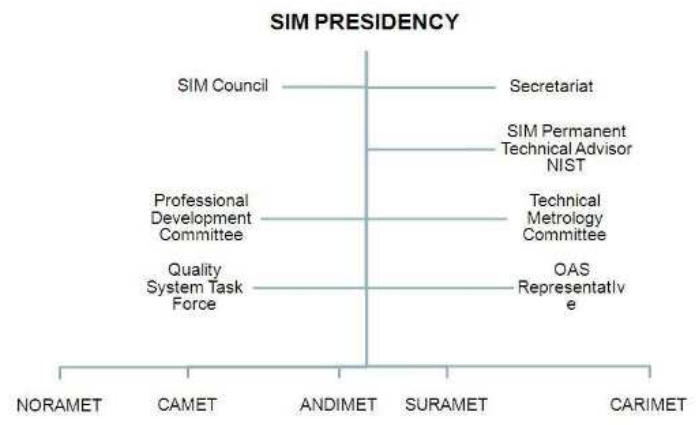 SIM PRESIDENCY
SIM Council
Secretariat
SIM Permanent
Technical Advisor
NIST
Professional
Development
Committee
Technical
Metrology
Committee
Quality
System Task
Force
OAS
Representativ
e
NORAMET CAMET ANDIMET SURAMET CARIMET